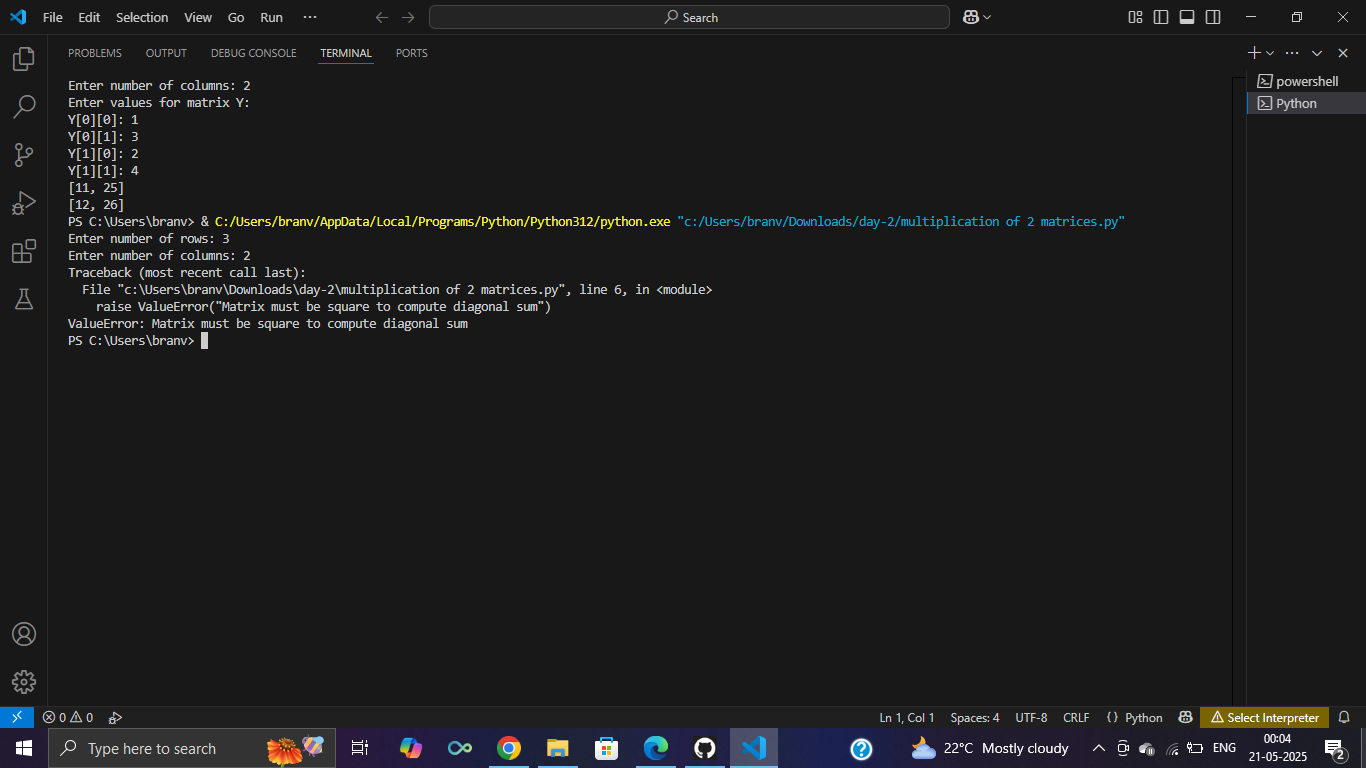 File Edit Selection View Go Run ···
Search
PROBLEMS OUTPUT DEBUG CONSOLE TERMINAL PORTS
powershell
Python
Enter number of columns: 2
Enter values for matrix Y:
Y[0][0]: 1
Y[0][1]: 3
Y[1][0]: 2
Y[1][1]: 4
[11, 25]
[12, 26]
PS C:\Users\branv> & C:/Users/branv/AppData/Local/Programs/Python/Python312/python.exe "c:/Users/branv/Downloads/day-2/multiplication of 2 matrices.py"
Enter number of rows: 3
Enter number of columns: 2
Traceback (most recent call last):
  File "c:\Users\branv\Downloads\day-2\multiplication of 2 matrices.py", line 6, in <module>
    raise ValueError("Matrix must be square to compute diagonal sum")
ValueError: Matrix must be square to compute diagonal sum
PS C:\Users\branv>
0 0 Ln 1, Col 1 Spaces: 4 UTF-8 CRLF {} Python Select Interpreter
Type here to search
22°C Mostly cloudy ENG
00:04
21-05-2025
2